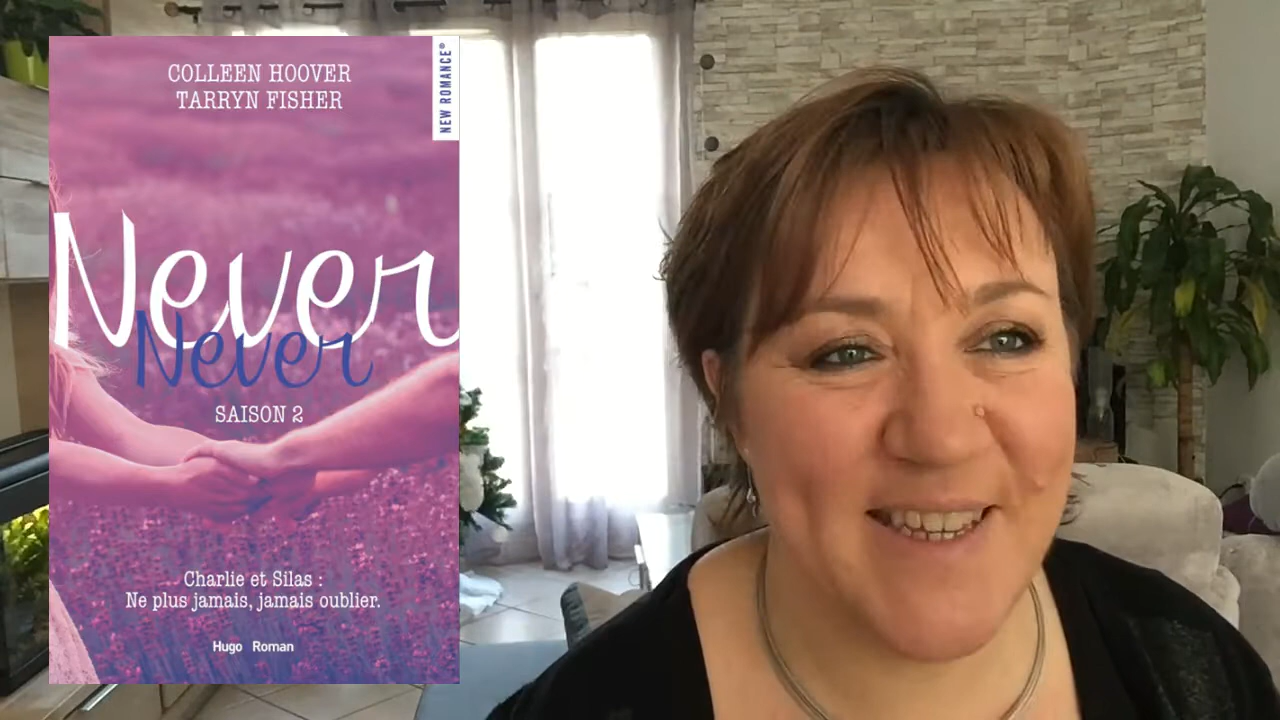 COLLEEN HOOVER
TARRYN FISHER
NEW ROMANCE®
Never
Never
SAISON 2
Charlie et Silas :
Ne plus jamais, jamais oublier.
Hugo Roman